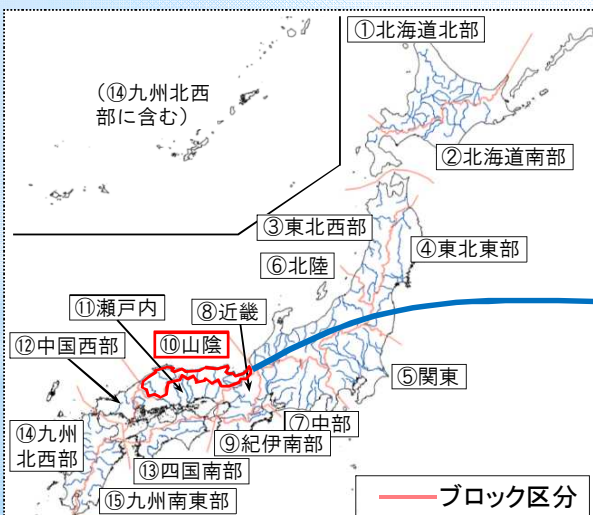 ①北海道北部
(⑭九州北西
部に含む)
②北海道南部
③東北西部
④東北東部
⑥北陸
⑪瀬戸内
⑧近畿
⑫中国西部
⑩山陰
⑤関東
⑦中部
⑭九州
北西部
⑨紀伊南部
⑬四国南部
⑮九州南東部
ブロック区分